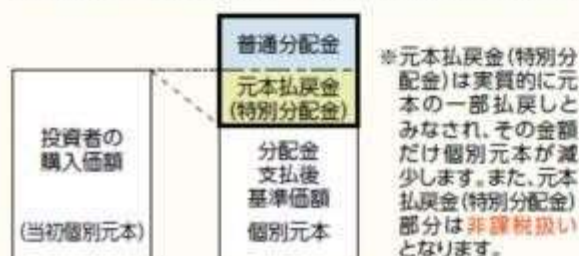 普通分配金
元本払戻金
(特別分配金)
投資者の
購入価額
(当初個別元本)
分配金
支払後
基準価額
個別元本
※元本払戻金(特別分
配金)は実質的に元
本の一部払戻しと
みなされ、その金額
だけ個別元本が減
少します。また、元本
払戻金(特別分配金)
部分は非課税扱い
となります。